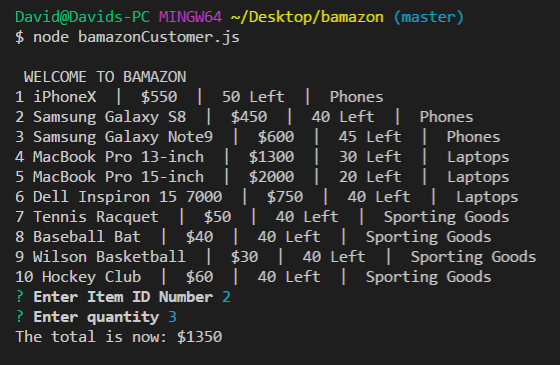 David@Davids-PC MINGW64 ~/Desktop/bamazon (master)
$ node bamazonCustomer.js
WELCOME TO BAMAZON
1 iPhoneX | $550 | 50 Left | Phones
2 Samsung Galaxy S8 | $450 | 40 Left | Phones
3 Samsung Galaxy Note9 | $600 | 45 Left | Phones
4 MacBook Pro 13-inch | $1300 | 30 Left | Laptops
5 MacBook Pro 15-inch | $2000 | 20 Left | Laptops
6 Dell Inspiron 15 7000 | $750 | 40 Left | Laptops
7 Tennis Racquet | $50 | 40 Left | Sporting Goods
8 Baseball Bat | $40 | 40 Left | Sporting Goods
9 Wilson Basketball | $30 | 40 Left | Sporting Goods
10 Hockey Club | $60 | 40 Left | Sporting Goods
? Enter Item ID Number 2
? Enter quantity 3
The total is now: $1350